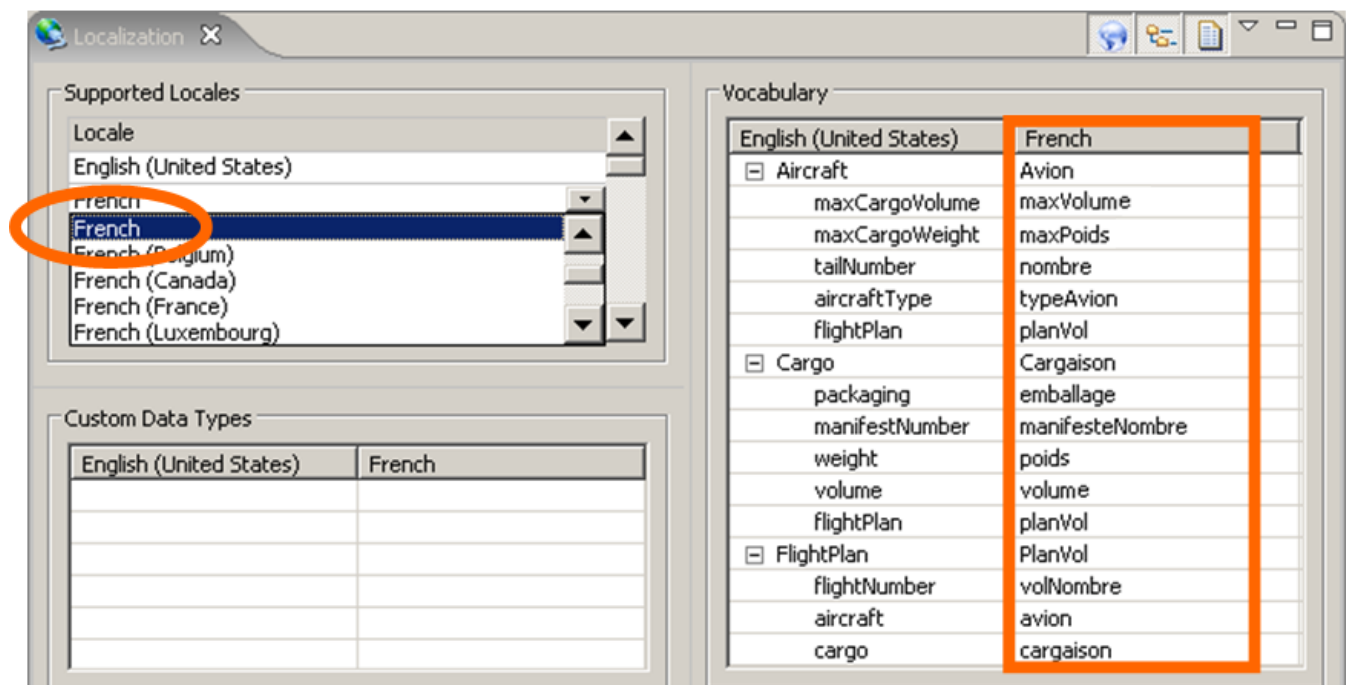 Localization
Supported Locales
Locale
English (United States)
French
French
French (Belgium)
French (Canada)
French (France)
French (Luxembourg)
Custom Data Types
English (United States) French
Vocabulary
English (United States) French
Aircraft Avion
maxCargoVolume maxVolume
maxCargoWeight maxPoids
tailNumber nombre
aircraftType typeAvion
flightPlan planVol
Cargo Cargaison
packaging emballage
manifestNumber manifesteNombre
weight poids
volume volume
flightPlan planVol
FlightPlan PlanVol
flightNumber volNombre
aircraft avion
cargo cargaison